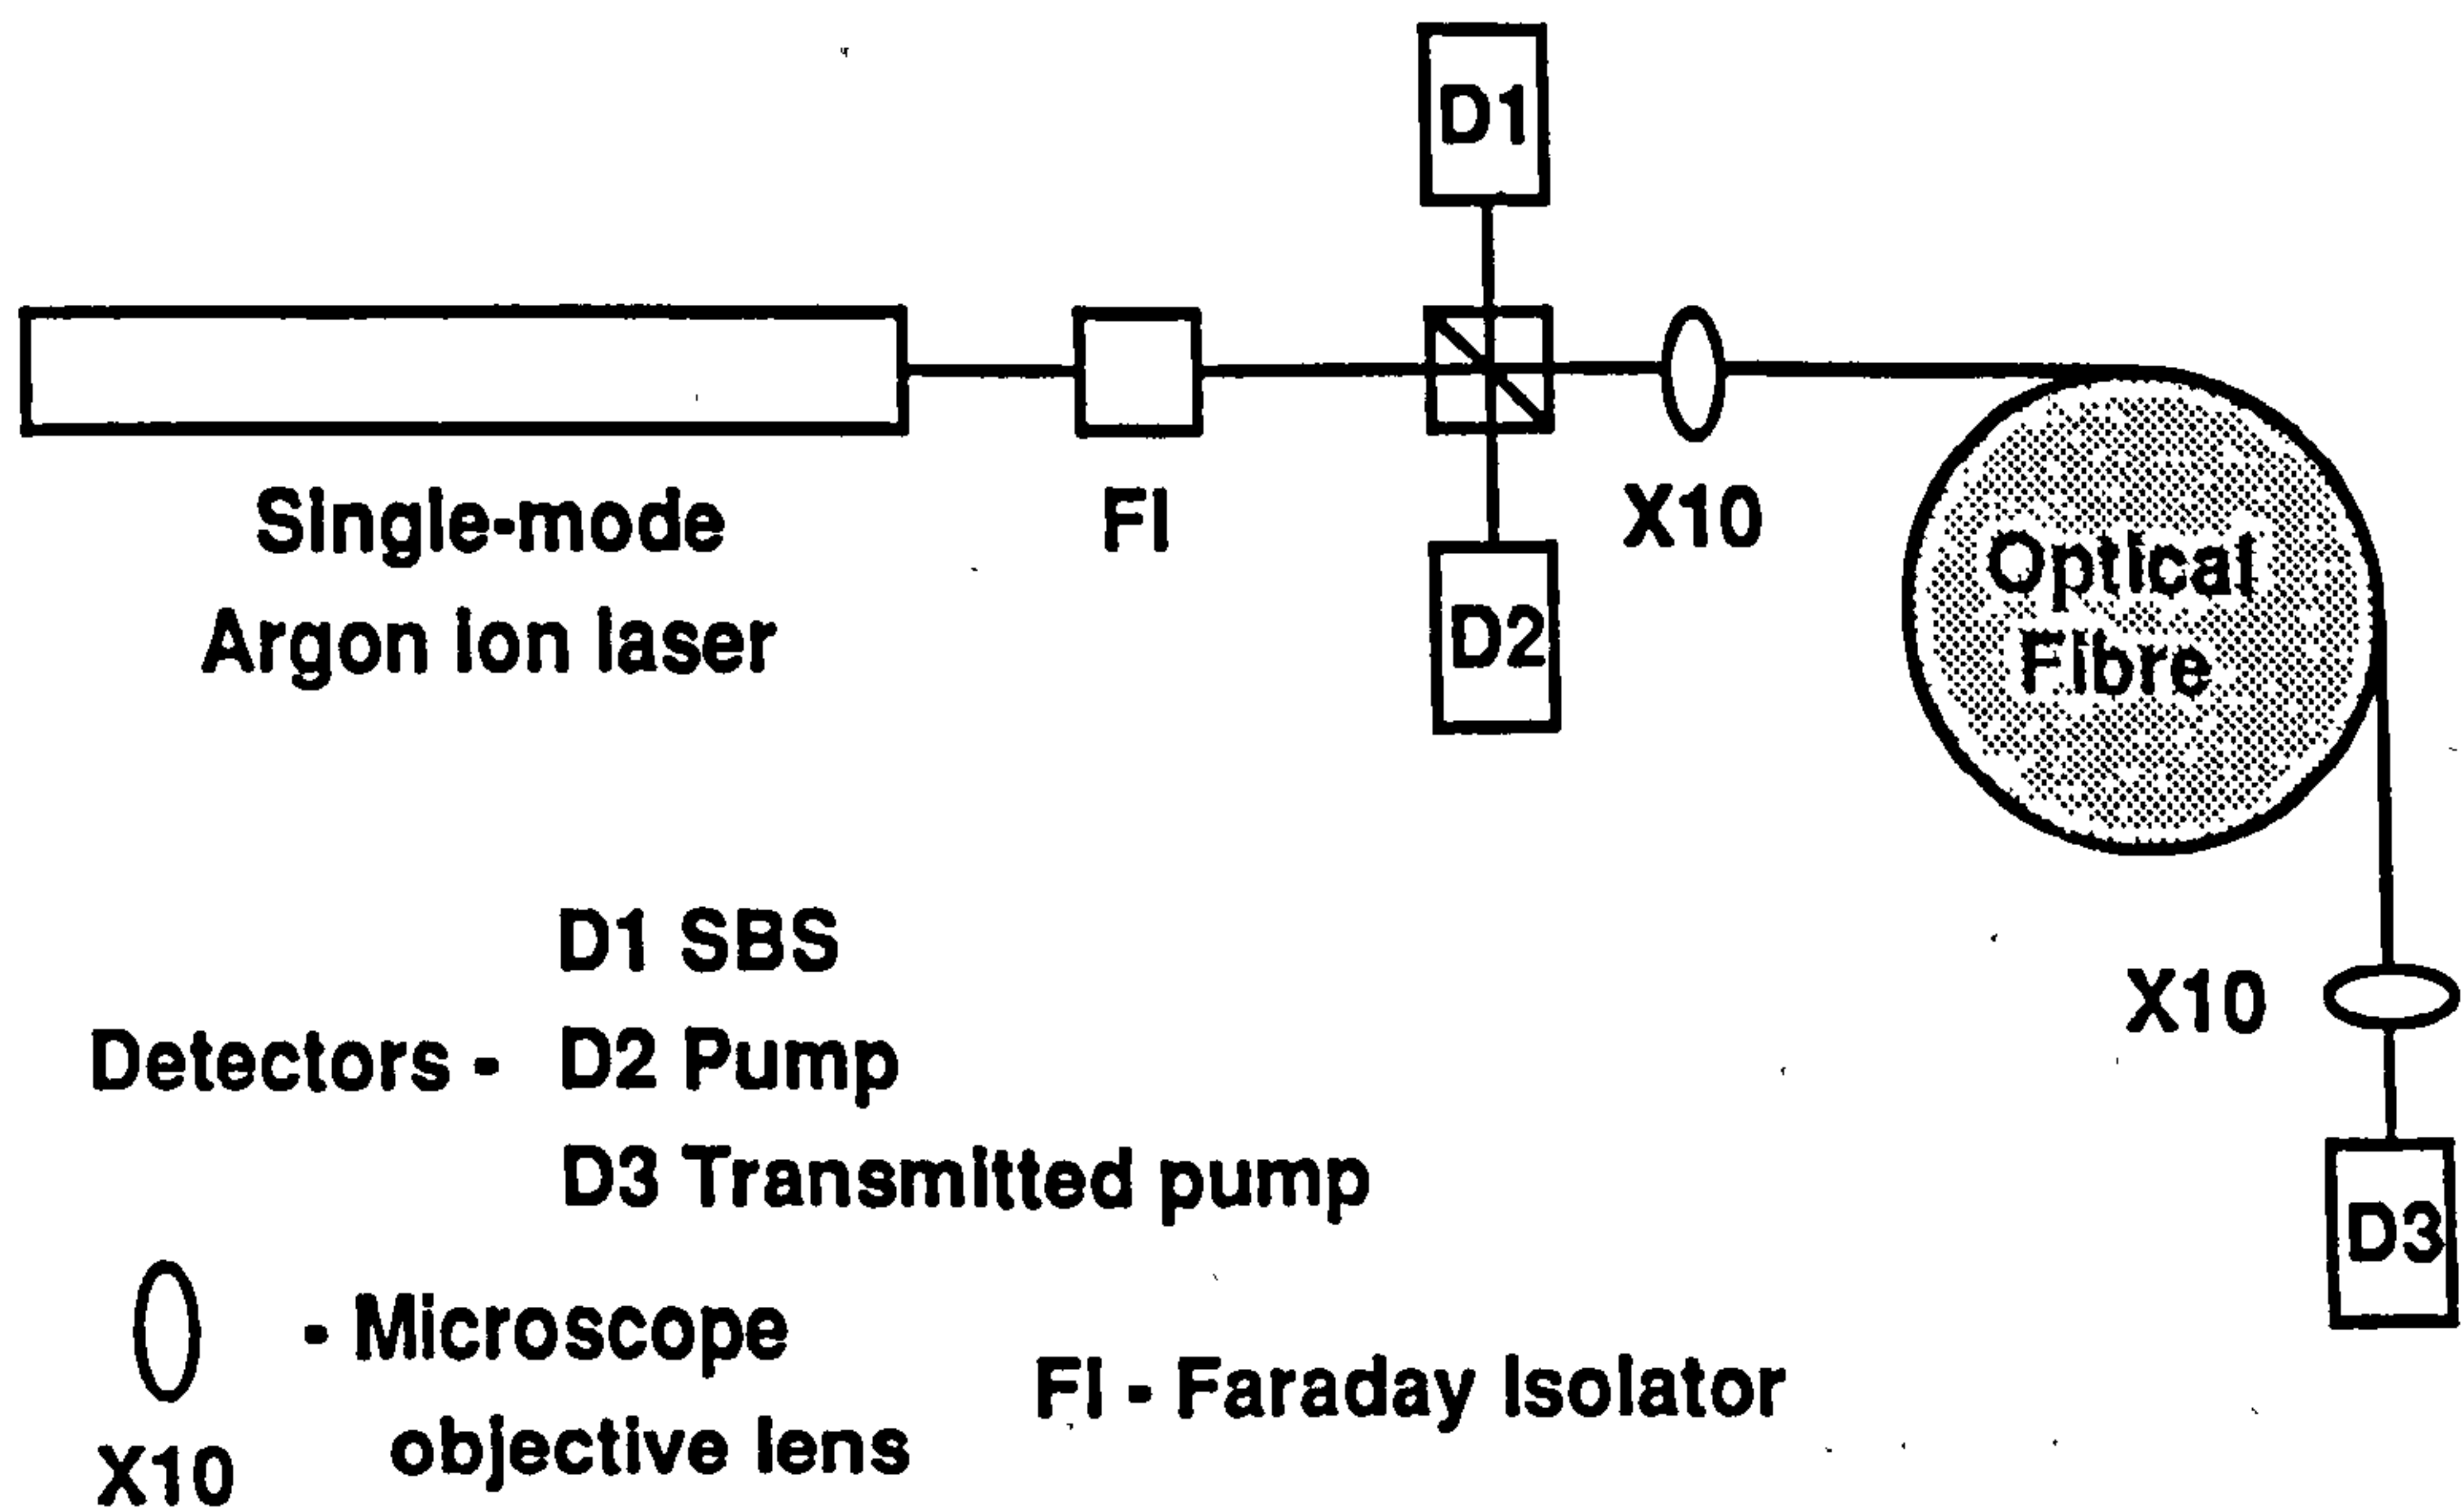 D1
Single-mode
Argon ion laser
FI
X10
D2
Optical
Fibre
D1 SBS
Detectors - D2 Pump
D3 Transmitted pump
X10
D3
- Microscope
objective lens
X10
FI - Faraday Isolator